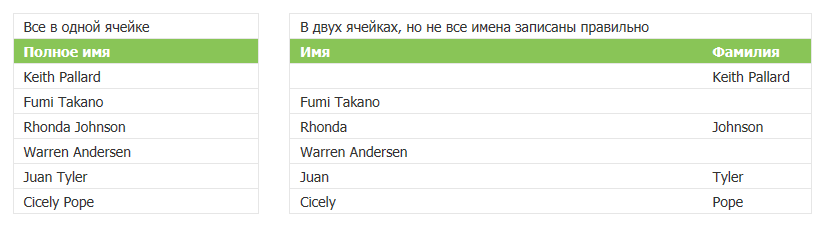 Все в одной ячейке
Полное имя
Keith Pallard
Fumi Takano
Rhonda Johnson
Warren Andersen
Juan Tyler
Cicely Pope
В двух ячейках, но не все имена записаны правильно
Имя Фамилия
Keith Pallard
Fumi Takano
Rhonda Johnson
Warren Andersen
Juan Tyler
Cicely Pope